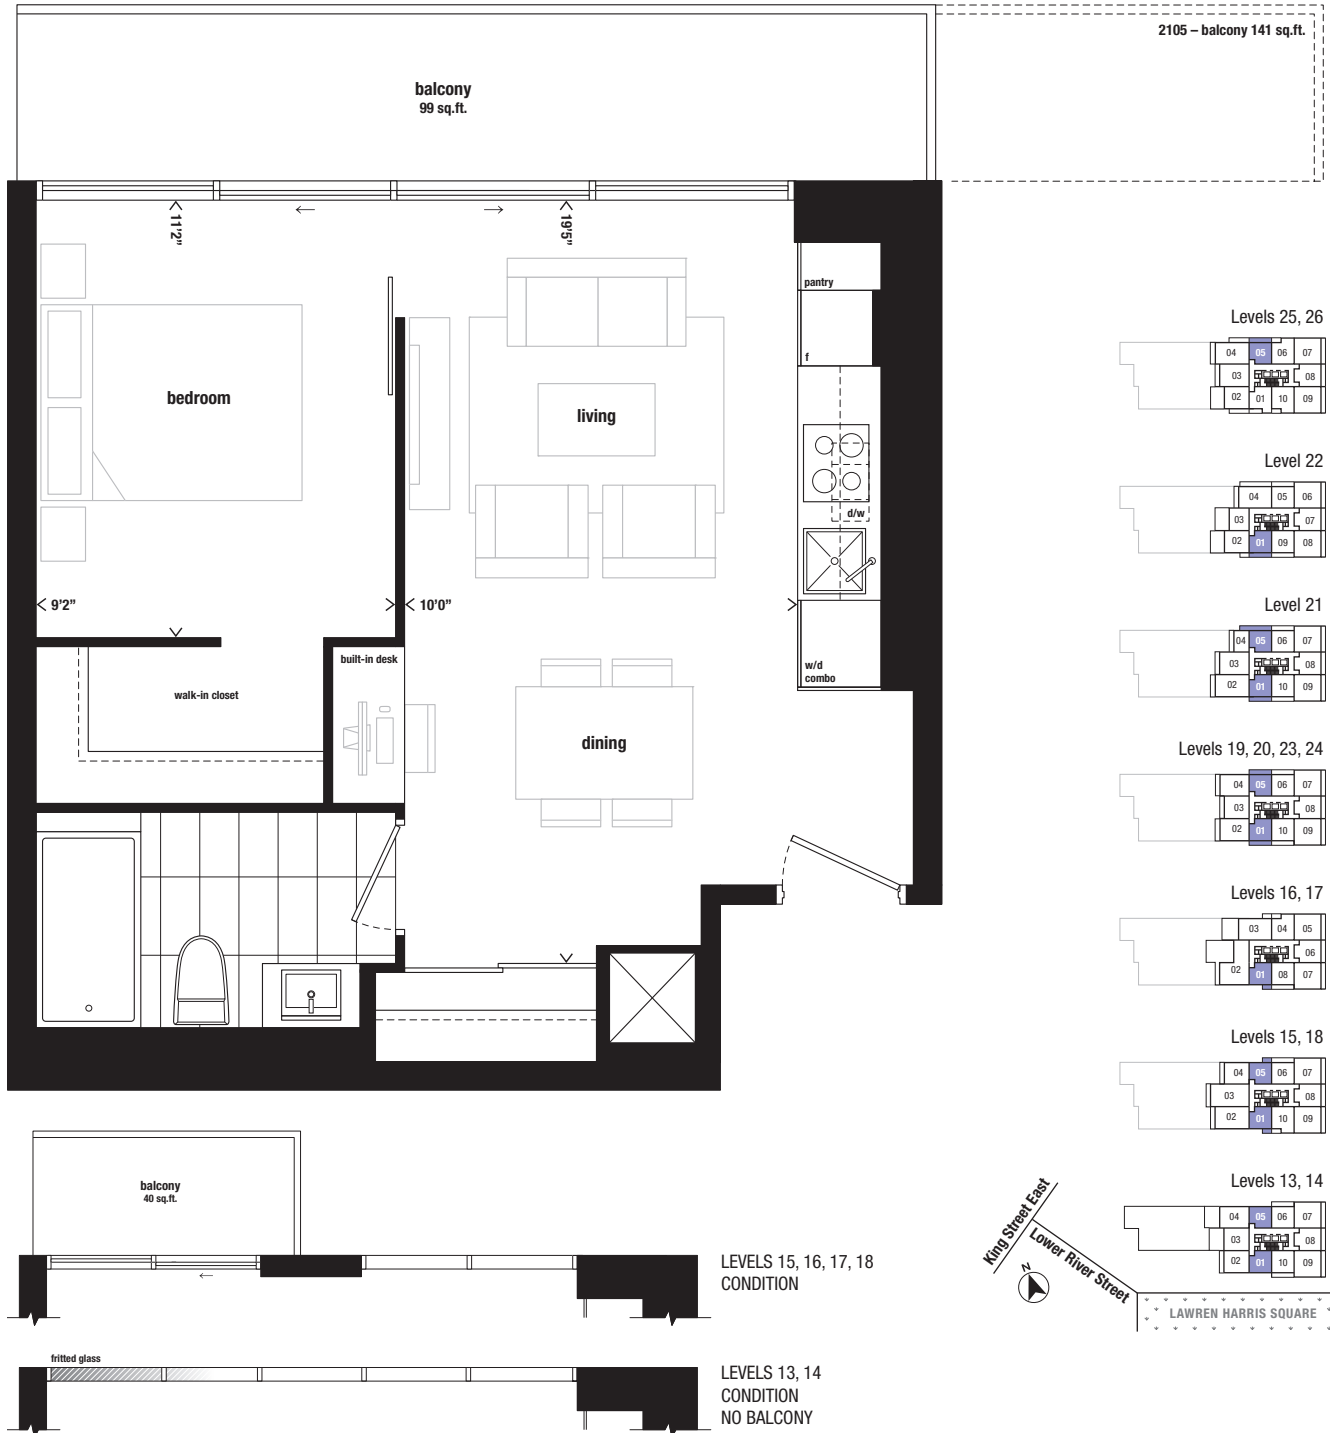 2105 – balcony 141 sq.ft.
balcony
99 sq.ft.
11'2"
19'5"
pantry
f
bedroom
living
d/w
9'2"
10'0"
built-in desk
w/d
combo
walk-in closet
dining
Levels 25, 26
04 05 06 07
03 08
02 01 10 09
Level 22
04 05 06
03 07
02 01 09 08
Level 21
04 05 06 07
03 08
02 01 10 09
Levels 19, 20, 23, 24
04 05 06 07
03 08
02 01 10 09
Levels 16, 17
03 04 05
06
02 01 08 07
Levels 15, 18
04 05 06 07
03 08
02 01 10 09
Levels 13, 14
04 05 06 07
03 08
02 01 10 09
King Street East
Lower River Street
N
LAWREN HARRIS SQUARE
balcony
40 sq.ft.
LEVELS 15, 16, 17, 18
CONDITION
fritted glass
LEVELS 13, 14
CONDITION
NO BALCONY